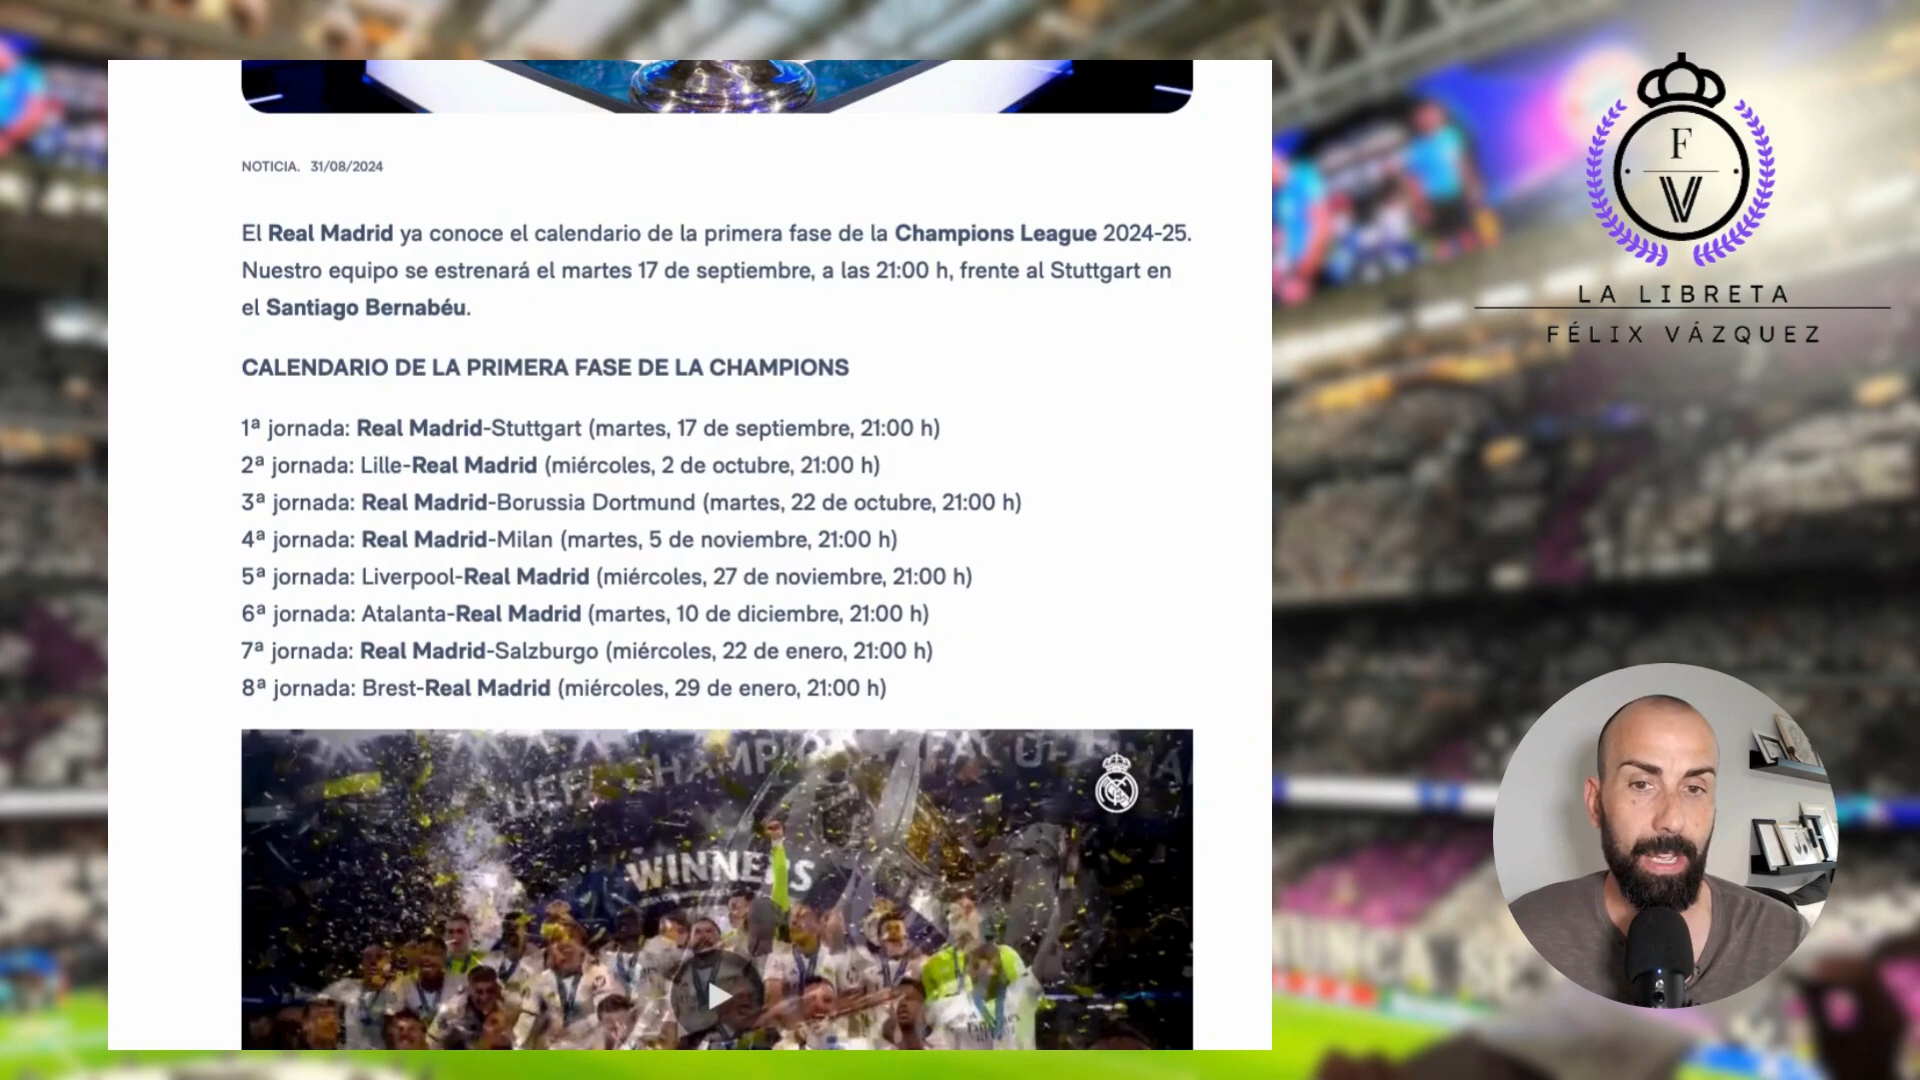 NOTICIA. 31/08/2024
El Real Madrid ya conoce el calendario de la primera fase de la Champions League 2024-25.
Nuestro equipo se estrenará el martes 17 de septiembre, a las 21:00 h, frente al Stuttgart en
el Santiago Bernabéu.
CALENDARIO DE LA PRIMERA FASE DE LA CHAMPIONS
1ª jornada: Real Madrid-Stuttgart (martes, 17 de septiembre, 21:00 h)
2ª jornada: Lille-Real Madrid (miércoles, 2 de octubre, 21:00 h)
3ª jornada: Real Madrid-Borussia Dortmund (martes, 22 de octubre, 21:00 h)
4ª jornada: Real Madrid-Milan (martes, 5 de noviembre, 21:00 h)
5ª jornada: Liverpool-Real Madrid (miércoles, 27 de noviembre, 21:00 h)
6ª jornada: Atalanta-Real Madrid (martes, 10 de diciembre, 21:00 h)
7ª jornada: Real Madrid-Salzburgo (miércoles, 22 de enero, 21:00 h)
8ª jornada: Brest-Real Madrid (miércoles, 29 de enero, 21:00 h)
WINNERS
F
V
LA LIBRETA
FÉLIX VÁZQUEZ
NUNCA SE